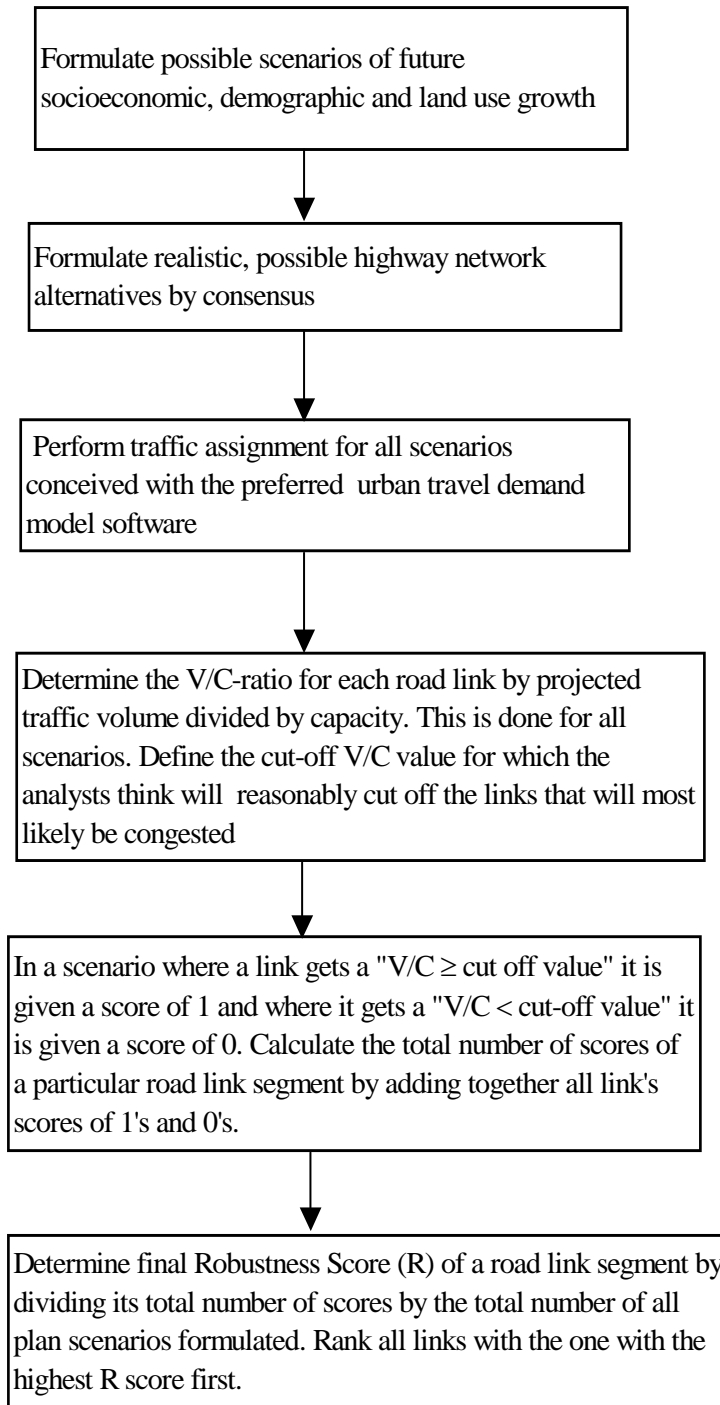 Formulate possible scenarios of future
socioeconomic, demographic and land use growth
Formulate realistic, possible highway network
alternatives by consensus
Perform traffic assignment for all scenarios
conceived with the preferred urban travel demand
model software
Determine the V/C-ratio for each road link by projected
traffic volume divided by capacity. This is done for all
scenarios. Define the cut-off V/C value for which the
analysts think will reasonably cut off the links that will most
likely be congested
In a scenario where a link gets a "V/C ≥ cut off value" it is
given a score of 1 and where it gets a "V/C < cut-off value" it
is given a score of 0. Calculate the total number of scores of
a particular road link segment by adding together all link's
scores of 1's and 0's.
Determine final Robustness Score (R) of a road link segment by
dividing its total number of scores by the total number of all
plan scenarios formulated. Rank all links with the one with the
highest R score first.